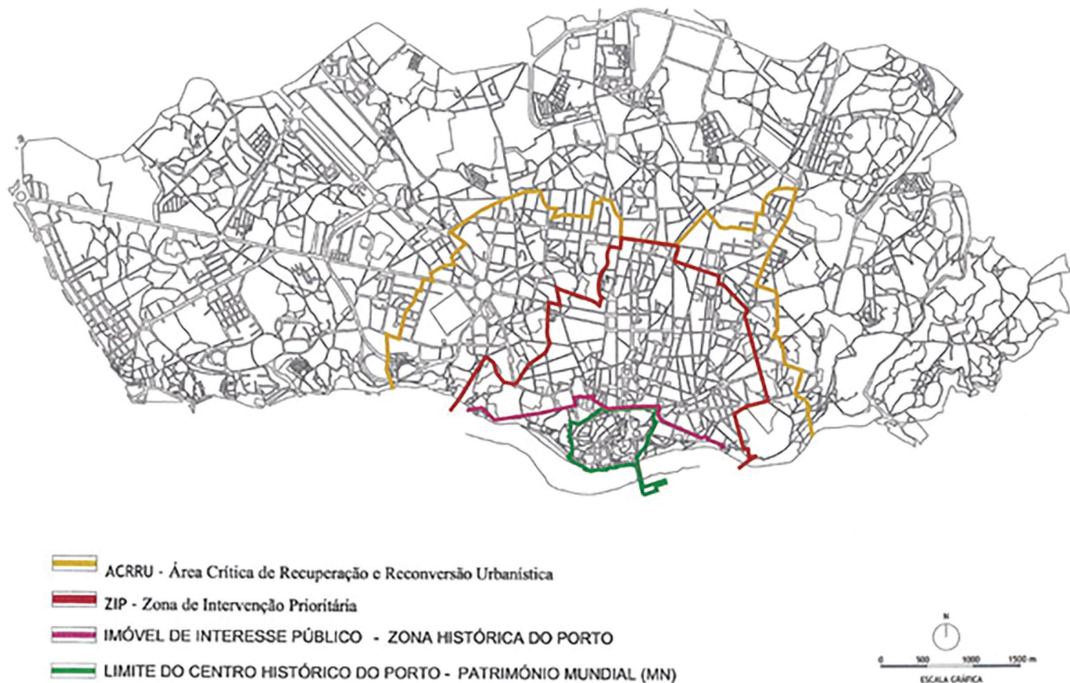 ACRRU - Área Crítica de Recuperação e Reconversão Urbanística
ZIP - Zona de Intervenção Prioritária
IMÓVEL DE INTERESSE PÚBLICO - ZONA HISTÓRICA DO PORTO
LIMITE DO CENTRO HISTÓRICO DO PORTO - PATRIMÓNIO MUNDIAL (MN)
N
0 500 1000 1500 m
ESCALA GRÁFICA